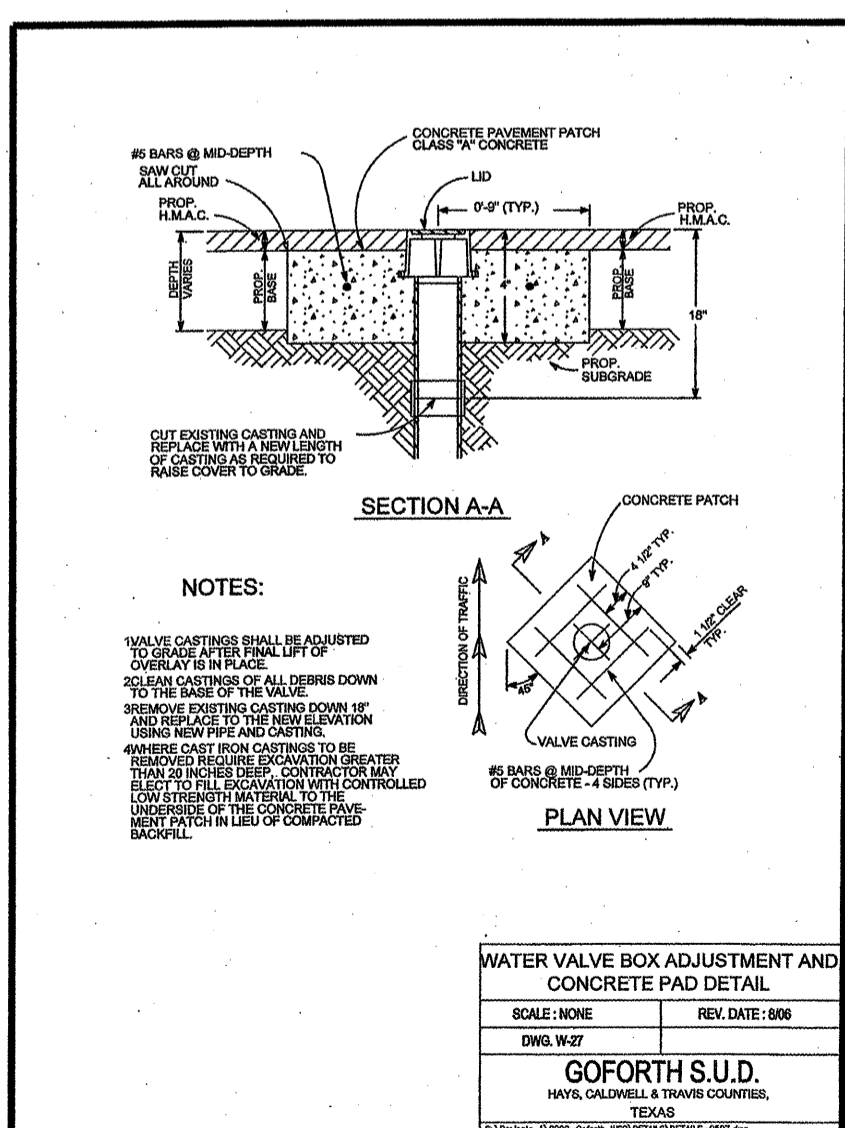 #5 BARS @ MID-DEPTH
SAW CUT
ALL AROUND
PROP.
H.M.A.C.
CONCRETE PAVEMENT PATCH
CLASS "A" CONCRETE
LID
0'-9" (TYP.)
PROP.
H.M.A.C.
DEPTH
VARIES
PROP.
BASE
4"
PROP.
BASE
18"
PROP.
SUBGRADE
CUT EXISTING CASTING AND
REPLACE WITH A NEW LENGTH
OF CASTING AS REQUIRED TO
RAISE COVER TO GRADE.
SECTION A-A
NOTES:
1VALVE CASTINGS SHALL BE ADJUSTED
TO GRADE AFTER FINAL LIFT OF
OVERLAY IS IN PLACE.
2CLEAN CASTINGS OF ALL DEBRIS DOWN
TO THE BASE OF THE VALVE.
3REMOVE EXISTING CASTING DOWN 18"
AND REPLACE TO THE NEW ELEVATION
USING NEW PIPE AND CASTING.
4WHERE CAST IRON CASTINGS TO BE
REMOVED REQUIRE EXCAVATION GREATER
THAN 20 INCHES DEEP, CONTRACTOR MAY
ELECT TO FILL EXCAVATION WITH CONTROLLED
LOW STRENGTH MATERIAL TO THE
UNDERSIDE OF THE CONCRETE PAVE-
MENT PATCH IN LIEU OF COMPACTED
BACKFILL.
CONCRETE PATCH
A
4 1/2" TYP.
9" TYP.
1 1/2" CLEAR
TYP.
DIRECTION OF TRAFFIC
45°
A
VALVE CASTING
#5 BARS @ MID-DEPTH
OF CONCRETE - 4 SIDES (TYP.)
PLAN VIEW
WATER VALVE BOX ADJUSTMENT AND
CONCRETE PAD DETAIL
SCALE : NONE
REV. DATE : 8/06
DWG. W-27
GOFORTH S.U.D.
HAYS, CALDWELL & TRAVIS COUNTIES,
TEXAS